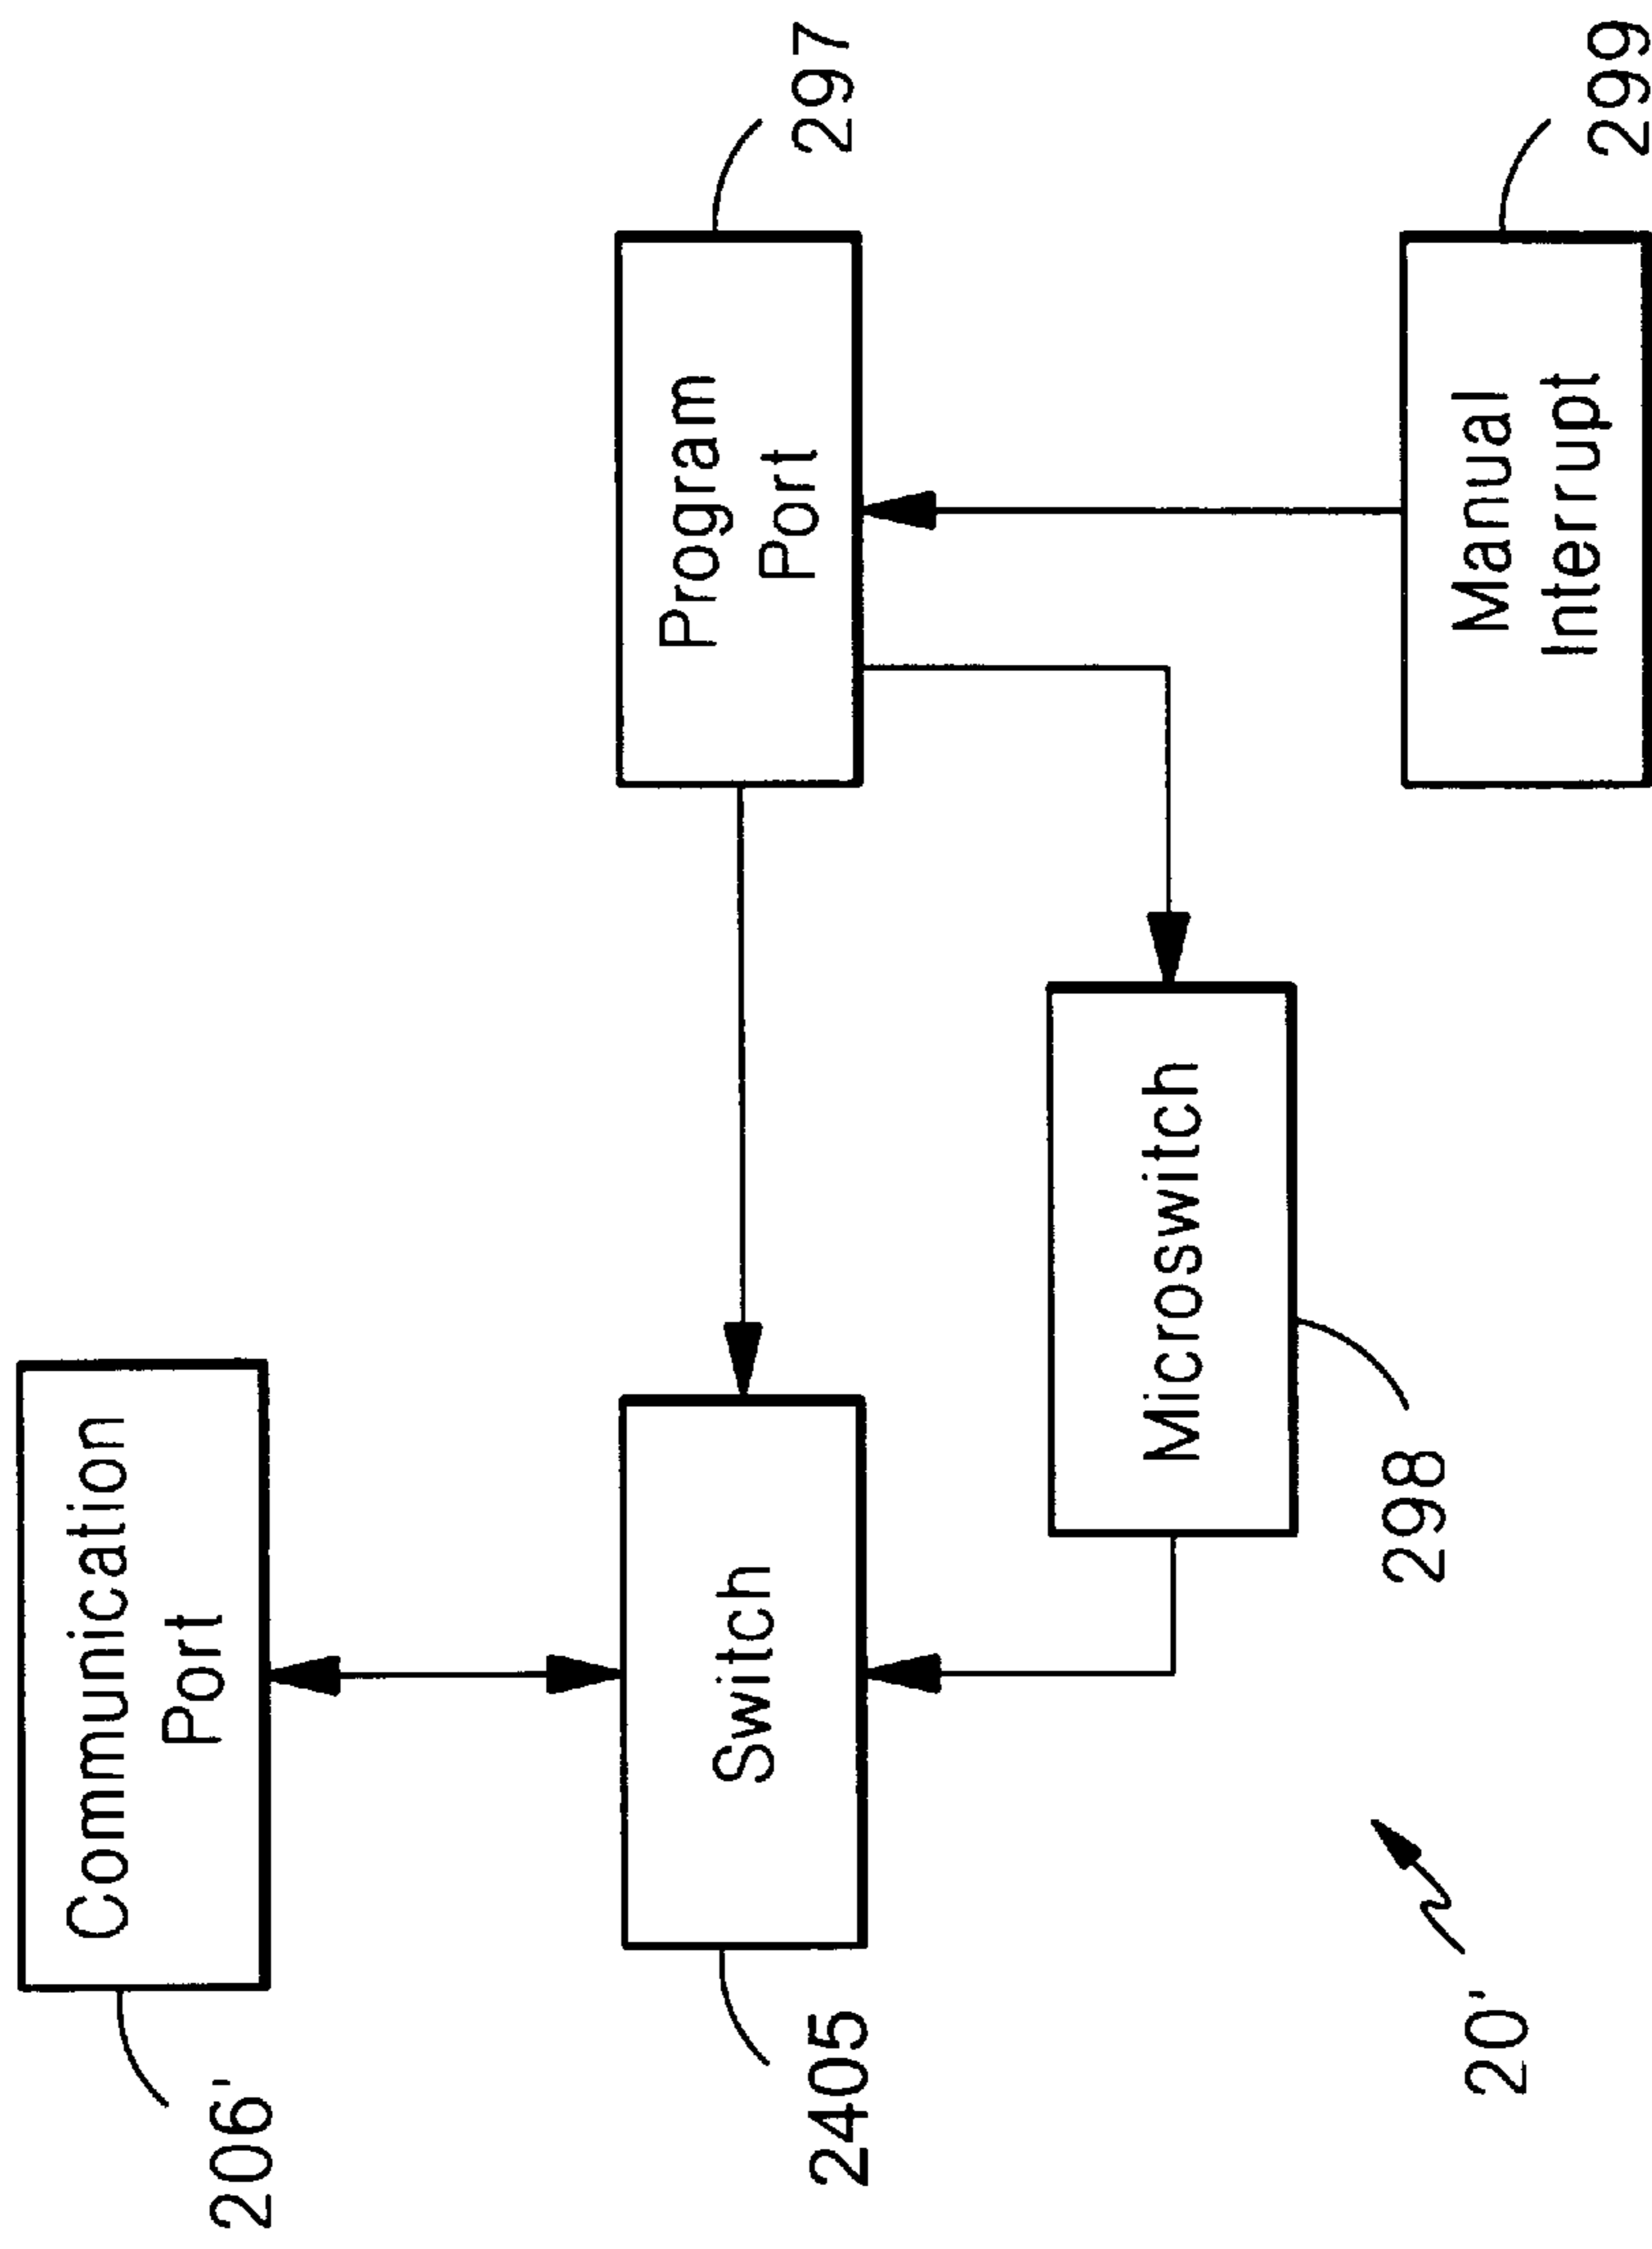 206'
Communication
Port
2405
Switch
Program
Port
297
Microswitch
298
Manual
Interrupt
299
20'